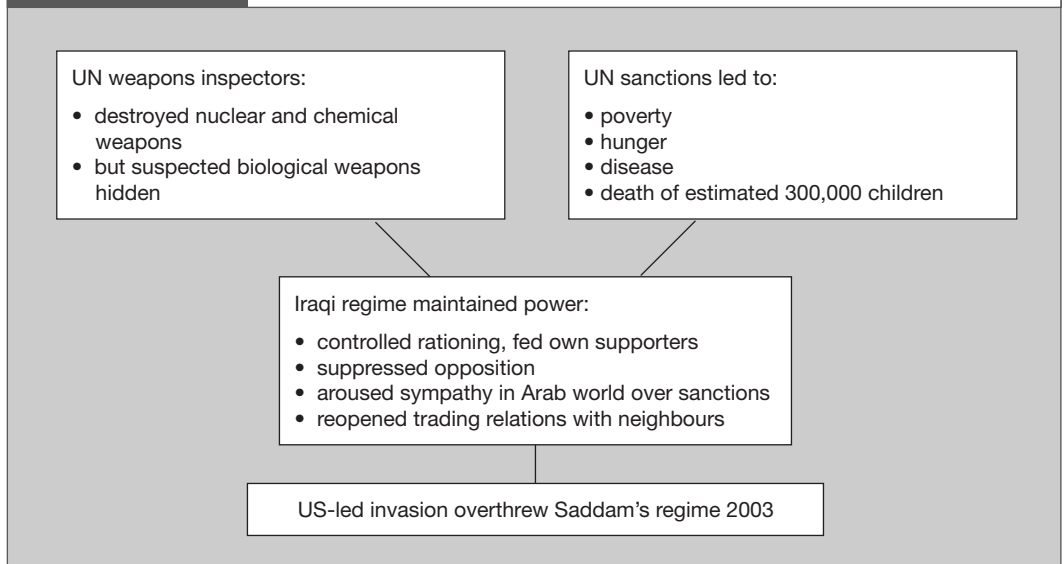 UN weapons inspectors:
• destroyed nuclear and chemical
weapons
• but suspected biological weapons
hidden
UN sanctions led to:
• poverty
• hunger
• disease
• death of estimated 300,000 children
Iraqi regime maintained power:
• controlled rationing, fed own supporters
• suppressed opposition
• aroused sympathy in Arab world over sanctions
• reopened trading relations with neighbours
US-led invasion overthrew Saddam’s regime 2003